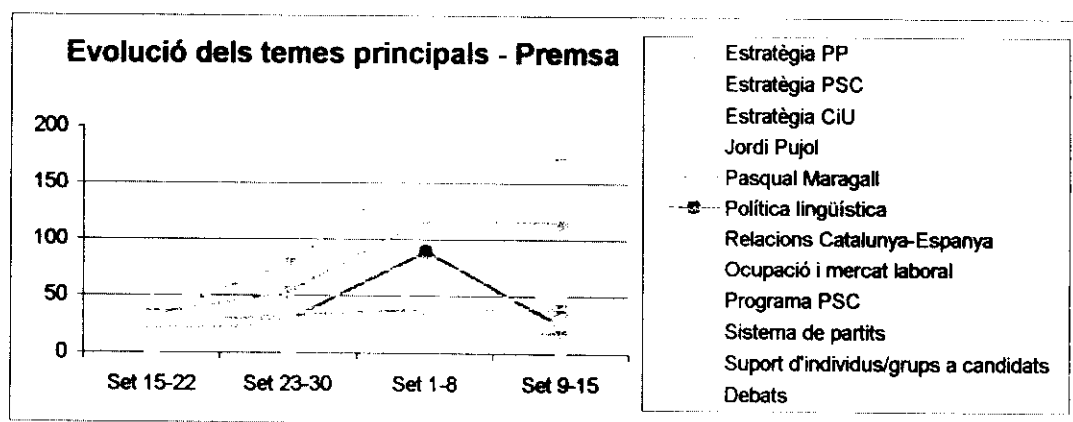 Evolució dels temes principals - Premsa
200
150
100
50
0
Set 15-22
Set 23-30
Set 1-8
Set 9-15
Estratègia PP
Estratègia PSC
Estratègia CiU
Jordi Pujol
Pasqual Maragall
Política lingüística
Relacions Catalunya-Espanya
Ocupació i mercat laboral
Programa PSC
Sistema de partits
Suport d'individus/grups a candidats
Debats